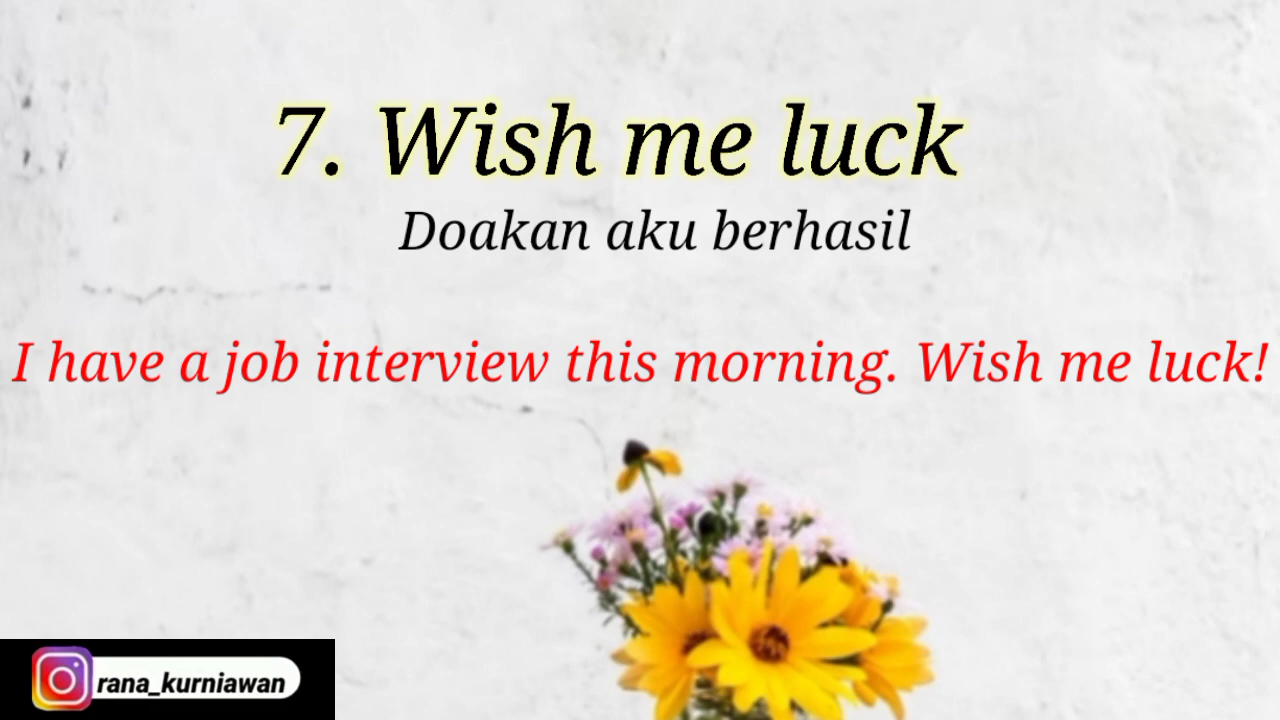 7. Wish me luck
Doakan aku berhasil
I have a job interview this morning. Wish me luck!
rana_kurniawan